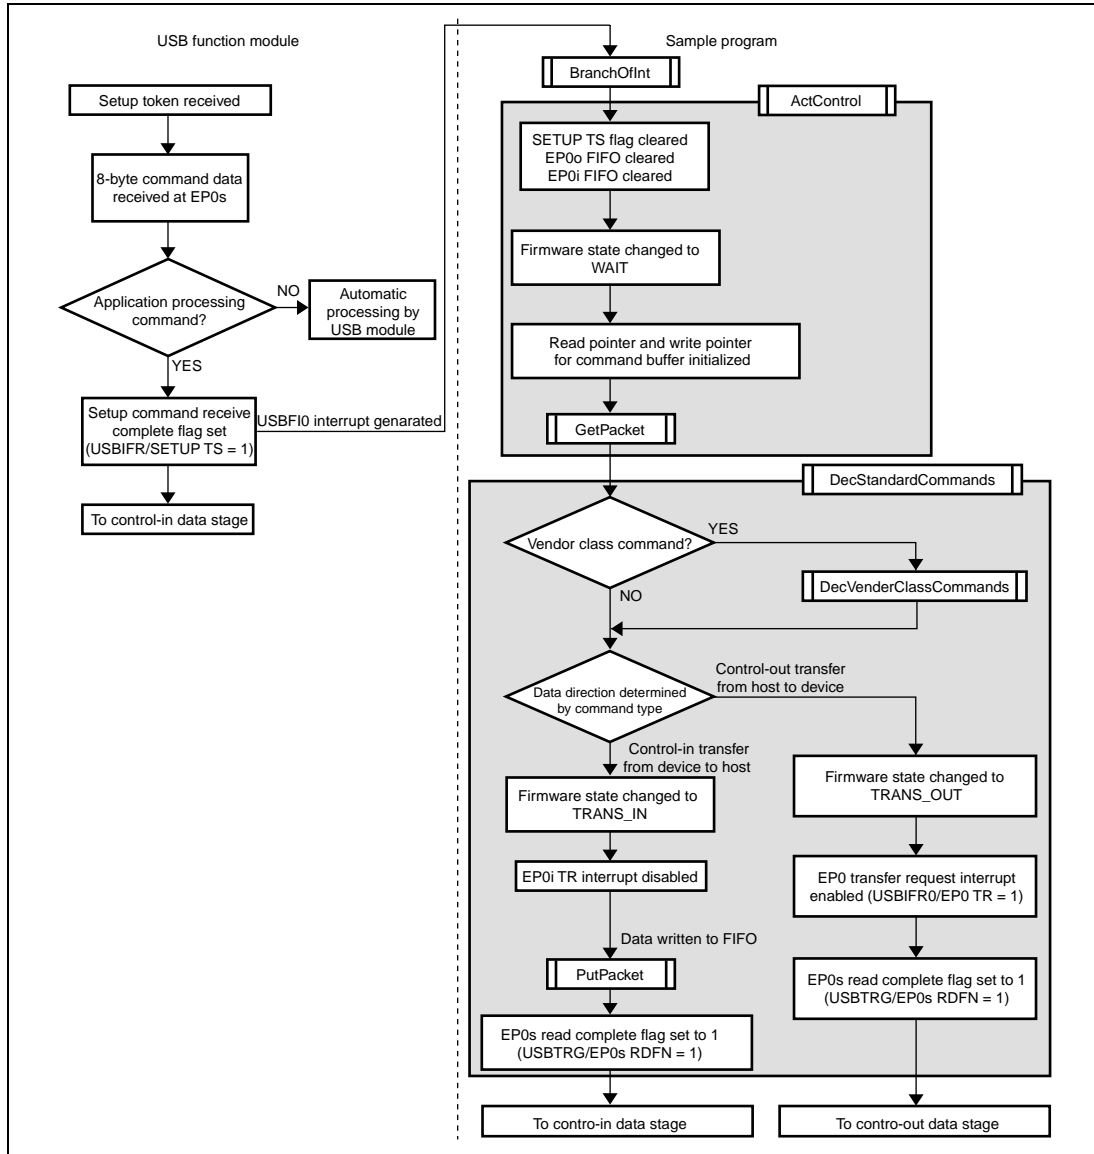 USB function module
Setup token received
8-byte command data
received at EP0s
Application processing
command?
NO
Automatic
processing by
USB module
YES
Setup command receive
complete flag set
(USBIFR/SETUP TS = 1)
USBFI0 interrupt genarated
To control-in data stage
Sample program
BranchOfInt
ActControl
SETUP TS flag cleared
EP0o FIFO cleared
EP0i FIFO cleared
Firmware state changed to
WAIT
Read pointer and write pointer
for command buffer initialized
GetPacket
DecStandardCommands
Vendor class command?
YES
DecVenderClassCommands
NO
Data direction determined
by command type
Control-out transfer
from host to device
Control-in transfer
from device to host
Firmware state changed to
TRANS_IN
EP0i TR interrupt disabled
Data written to FIFO
PutPacket
EP0s read complete flag set to 1
(USBTRG/EP0s RDFN = 1)
To contro-in data stage
Firmware state changed to
TRANS_OUT
EP0 transfer request interrupt
enabled (USBIFR0/EP0 TR = 1)
EP0s read complete flag set to 1
(USBTRG/EP0s RDFN = 1)
To contro-out data stage